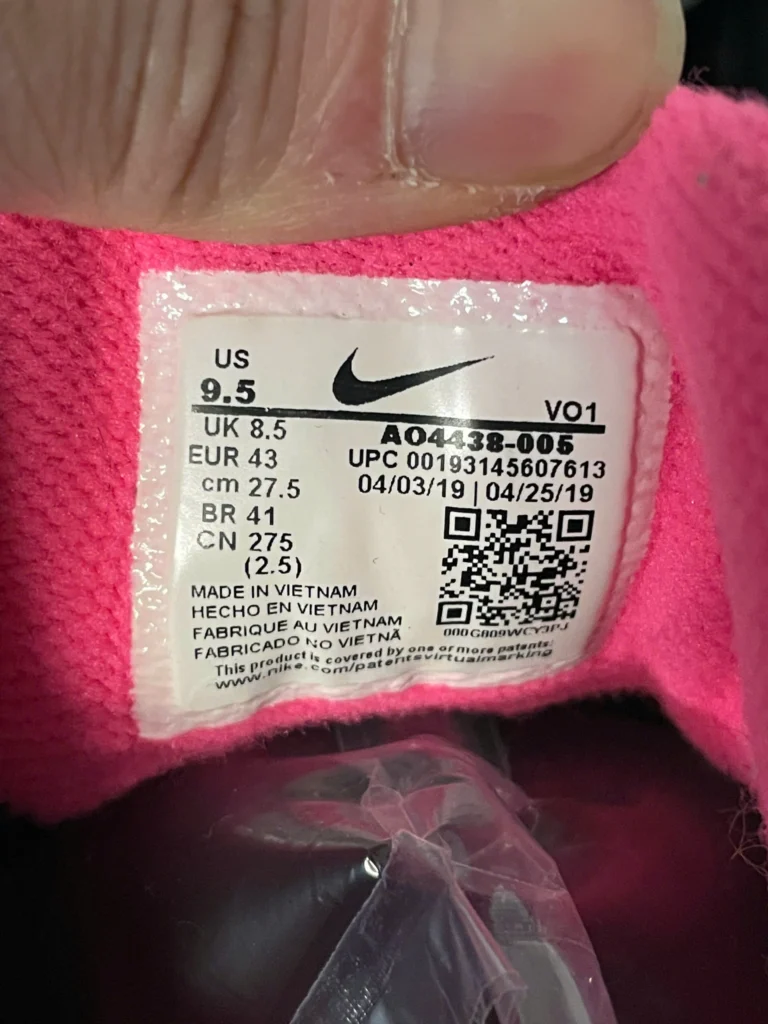 US
9.5
VO1
UK 8.5
EUR 43
cm 27.5
BR 41
CN 275
(2.5)
AO4438-005
UPC 00193145607613
04/03/19 | 04/25/19
000G809WCY3PJ
MADE IN VIETNAM
HECHO EN VIETNAM
FABRIQUE AU VIETNAM
FABRICADO NO VIETNÃ
This product is covered by one or more patents:
www.nike.com/patentsvirtualmarking